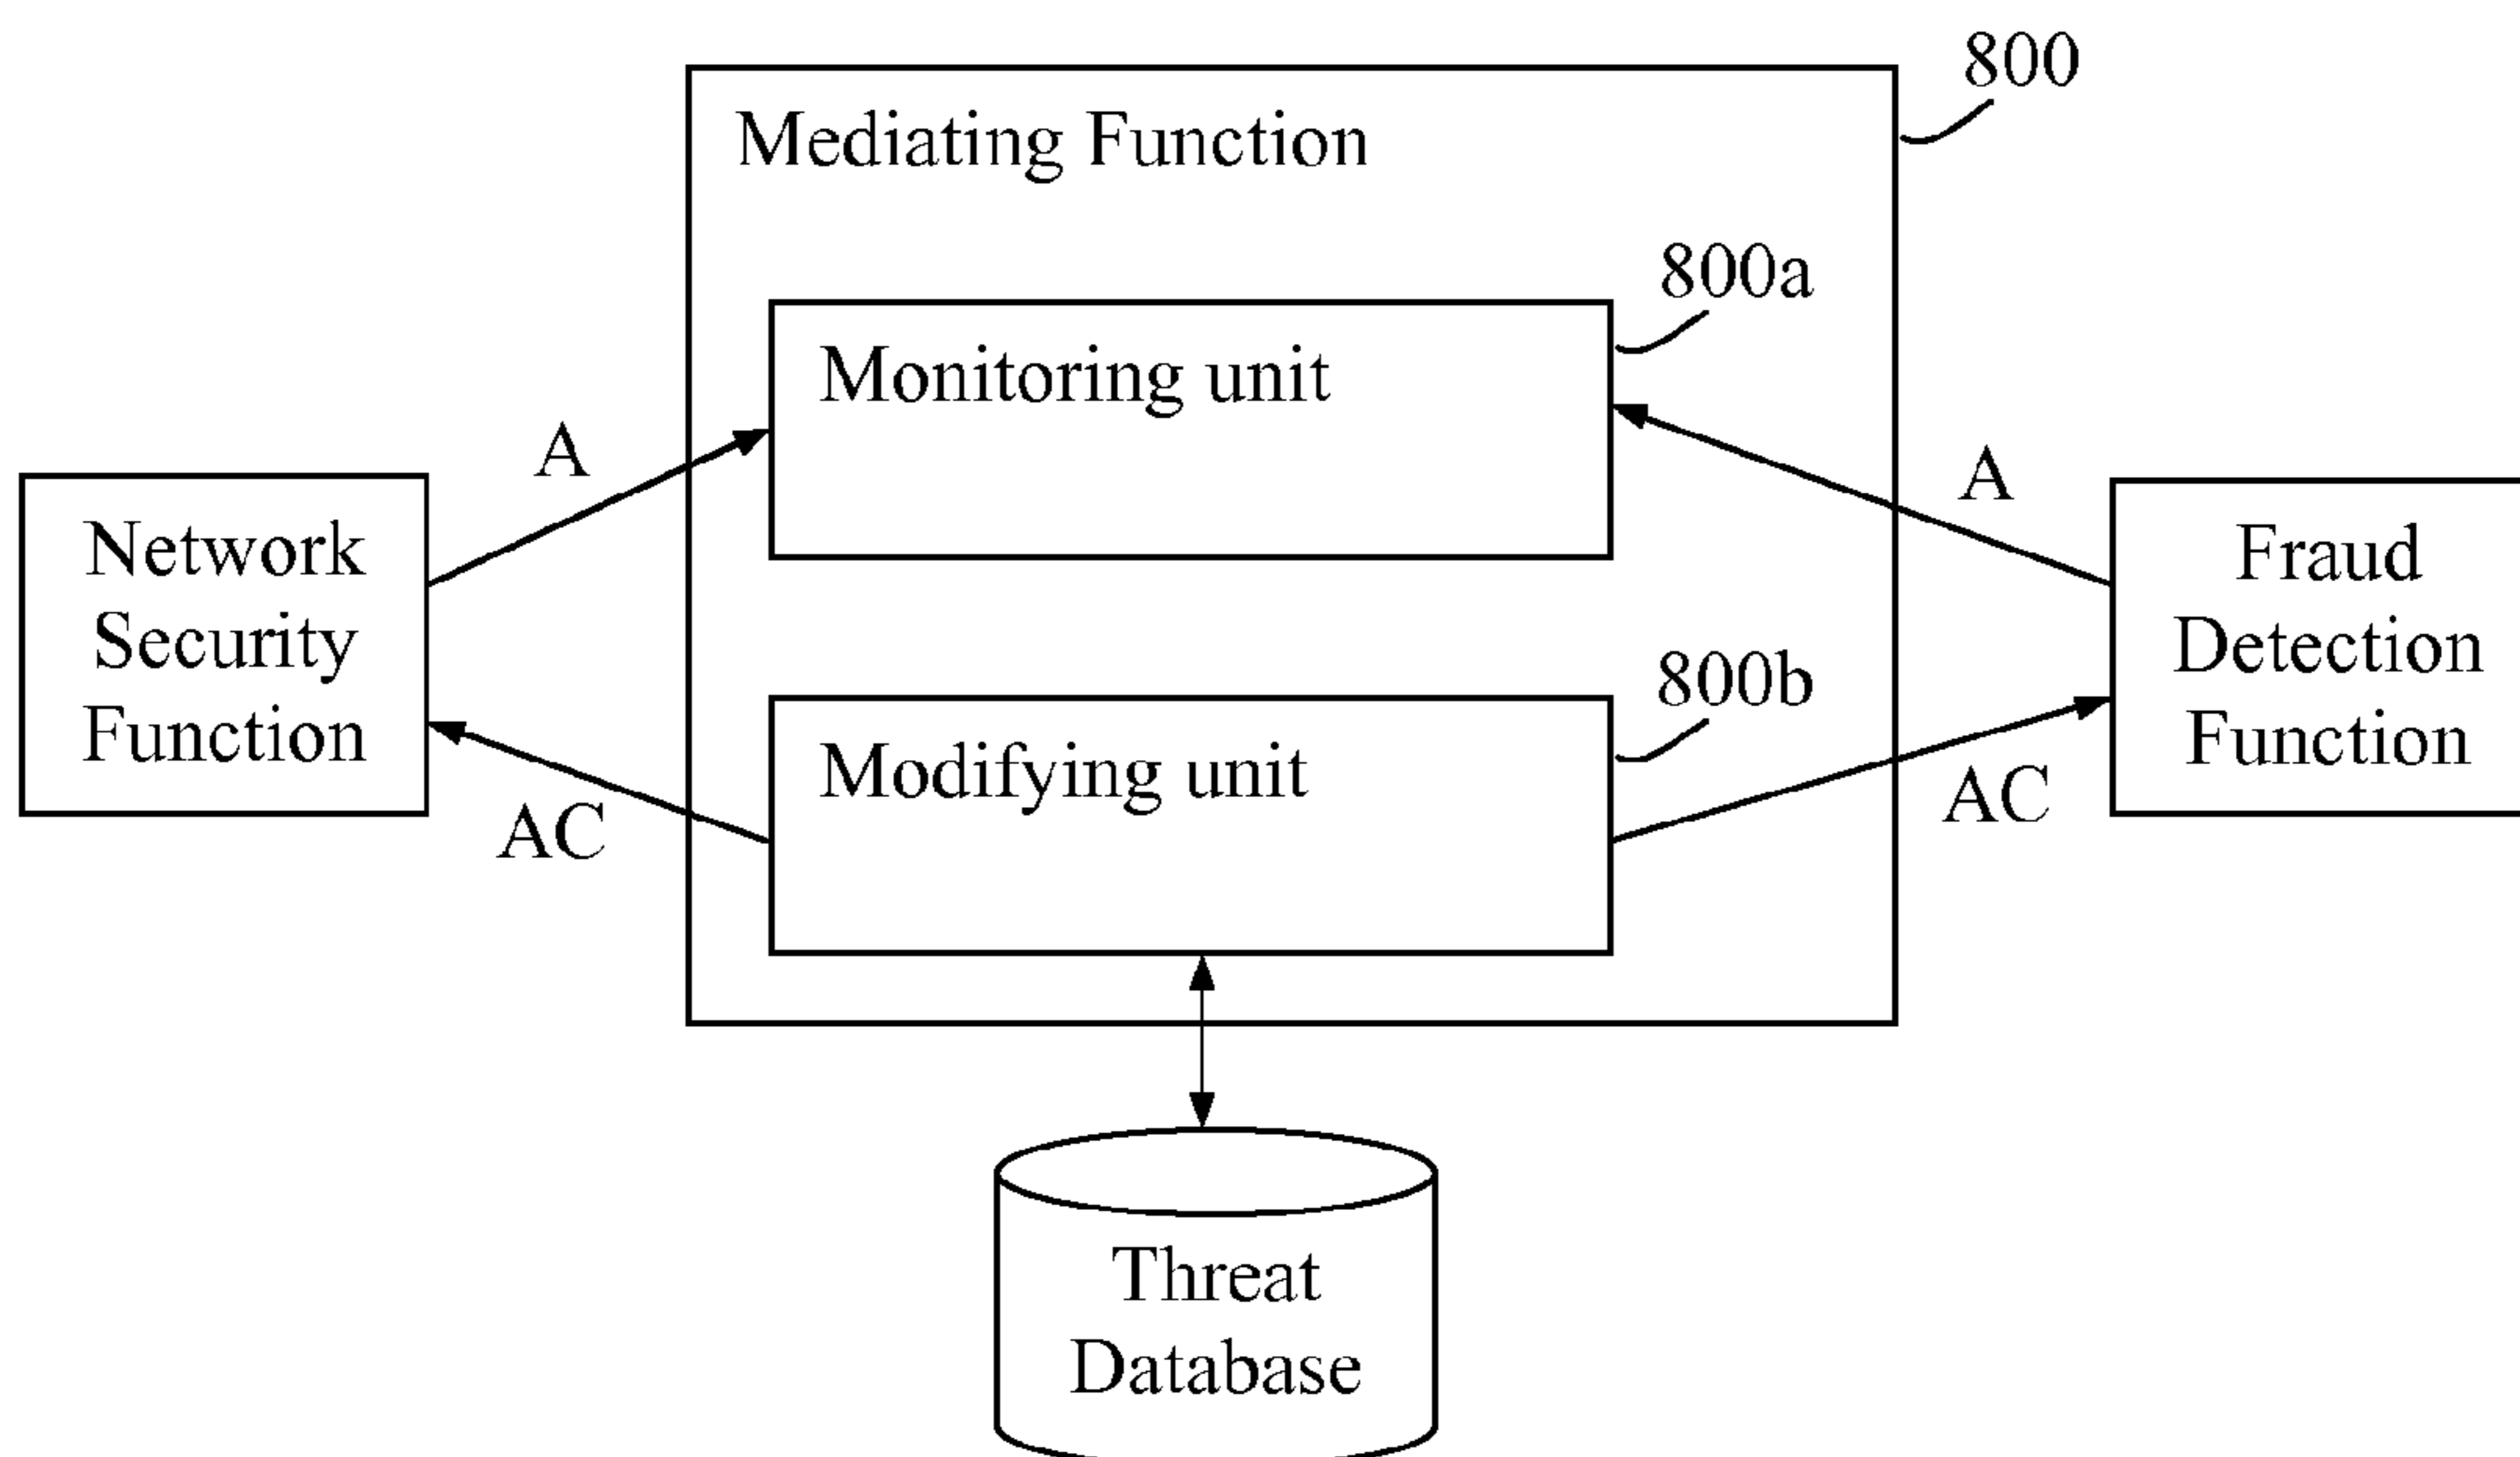 800
Mediating Function
800a
Monitoring unit
A
A
Network
Security
Function
Fraud
Detection
Function
800b
Modifying unit
AC
AC
Threat
Database